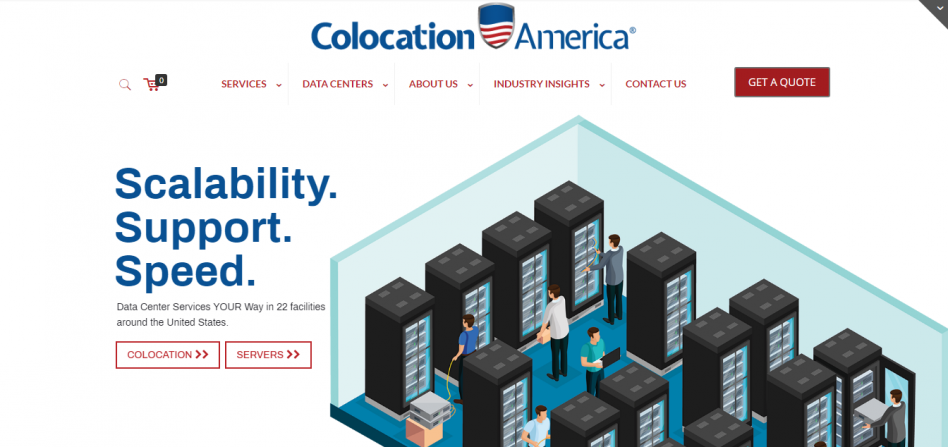 Colocation America®
0
SERVICES
DATA CENTERS
ABOUT US
INDUSTRY INSIGHTS
CONTACT US
GET A QUOTE
Scalability.
Support.
Speed.
Data Center Services YOUR Way in 22 facilities
around the United States.
COLOCATION
SERVERS